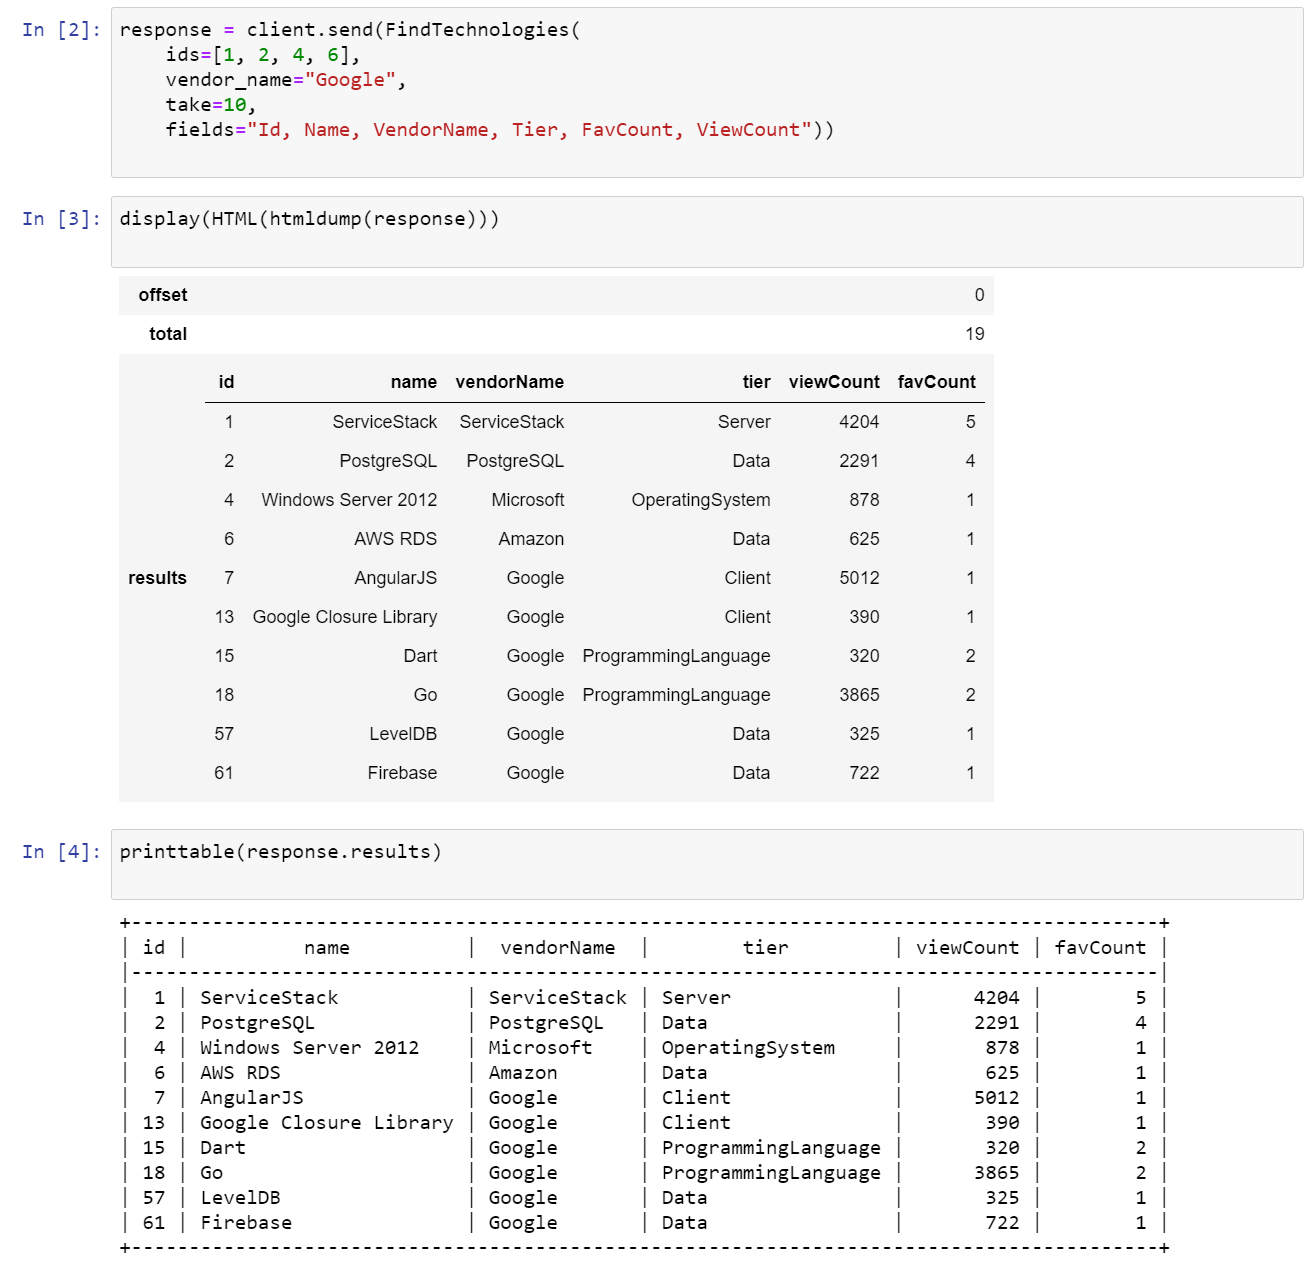 In [2]: response = client.send(FindTechnologies(
    ids=[1, 2, 4, 6],
    vendor_name="Google",
    take=10,
    fields="Id, Name, VendorName, Tier, FavCount, ViewCount"))
In [3]: display(HTML(htmldump(response)))
offset 0
total 19
id name vendorName tier viewCount favCount
1 ServiceStack ServiceStack Server 4204 5
2 PostgreSQL PostgreSQL Data 2291 4
4 Windows Server 2012 Microsoft OperatingSystem 878 1
6 AWS RDS Amazon Data 625 1
results 7 AngularJS Google Client 5012 1
13 Google Closure Library Google Client 390 1
15 Dart Google ProgrammingLanguage 320 2
18 Go Google ProgrammingLanguage 3865 2
57 LevelDB Google Data 325 1
61 Firebase Google Data 722 1
In [4]: printtable(response.results)
+-----------------------------------------------------------------------------------------+
| id |          name          |  vendorName  |        tier         | viewCount | favCount |
|-----------------------------------------------------------------------------------------|
|  1 | ServiceStack           | ServiceStack | Server              |      4204 |        5 |
|  2 | PostgreSQL             | PostgreSQL   | Data                |      2291 |        4 |
|  4 | Windows Server 2012    | Microsoft    | OperatingSystem     |       878 |        1 |
|  6 | AWS RDS                | Amazon       | Data                |       625 |        1 |
|  7 | AngularJS              | Google       | Client              |      5012 |        1 |
| 13 | Google Closure Library | Google       | Client              |       390 |        1 |
| 15 | Dart                   | Google       | ProgrammingLanguage |       320 |        2 |
| 18 | Go                     | Google       | ProgrammingLanguage |      3865 |        2 |
| 57 | LevelDB                | Google       | Data                |       325 |        1 |
| 61 | Firebase               | Google       | Data                |       722 |        1 |
+-----------------------------------------------------------------------------------------+